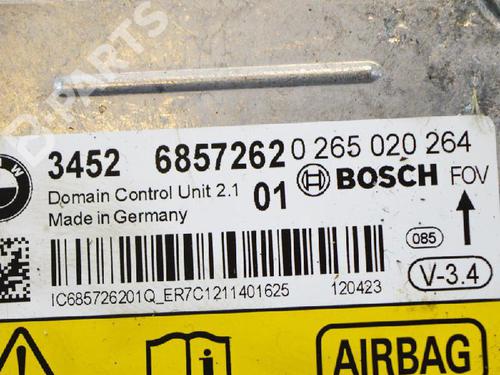 B-PARTS
3452 6857262 0 265 020 264
Domain Control Unit 2.1 01 BOSCH FOV
Made in Germany
085
V-3.4
IC685726201Q_ER7C1211401625 120423
AIRBAG